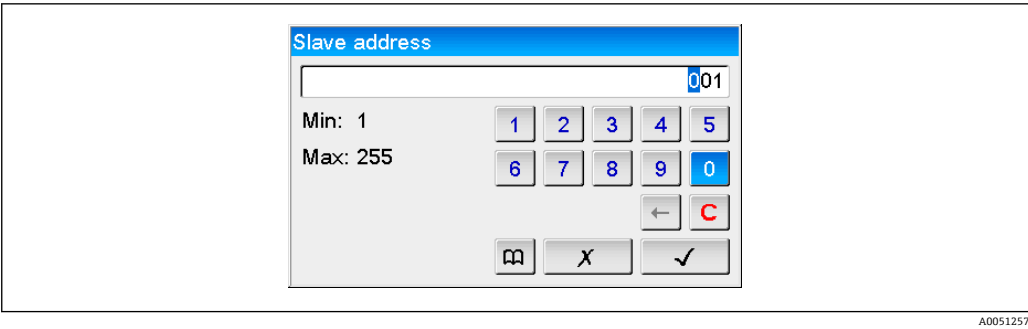 Slave address
001
Min: 1
1 2 3 4 5
Max: 255
6 7 8 9 0
← C
X ✓
A0051257